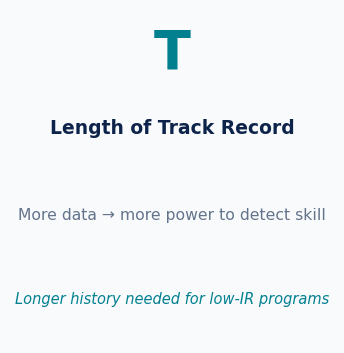 T
Length of Track Record
More data → more power to detect skill
Longer history needed for low-IR programs